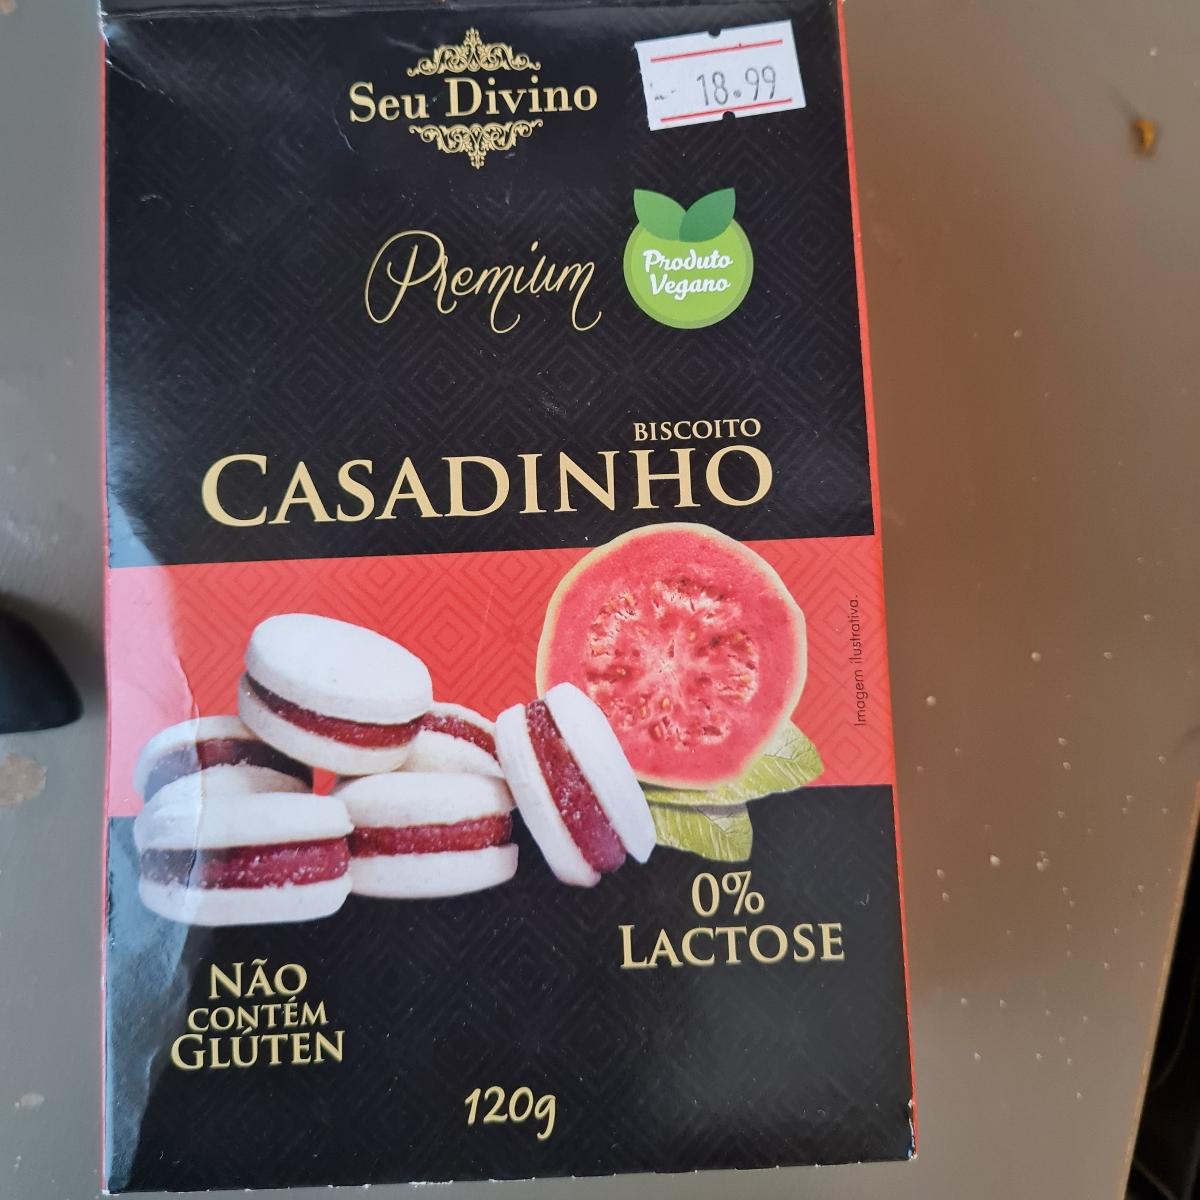 Seu Divino
18.99
Premium
Produto
Vegano
BISCOITO
CASADINHO
Imagem ilustrativa.
0%
LACTOSE
NÃO
CONTÉM
GLÚTEN
120g